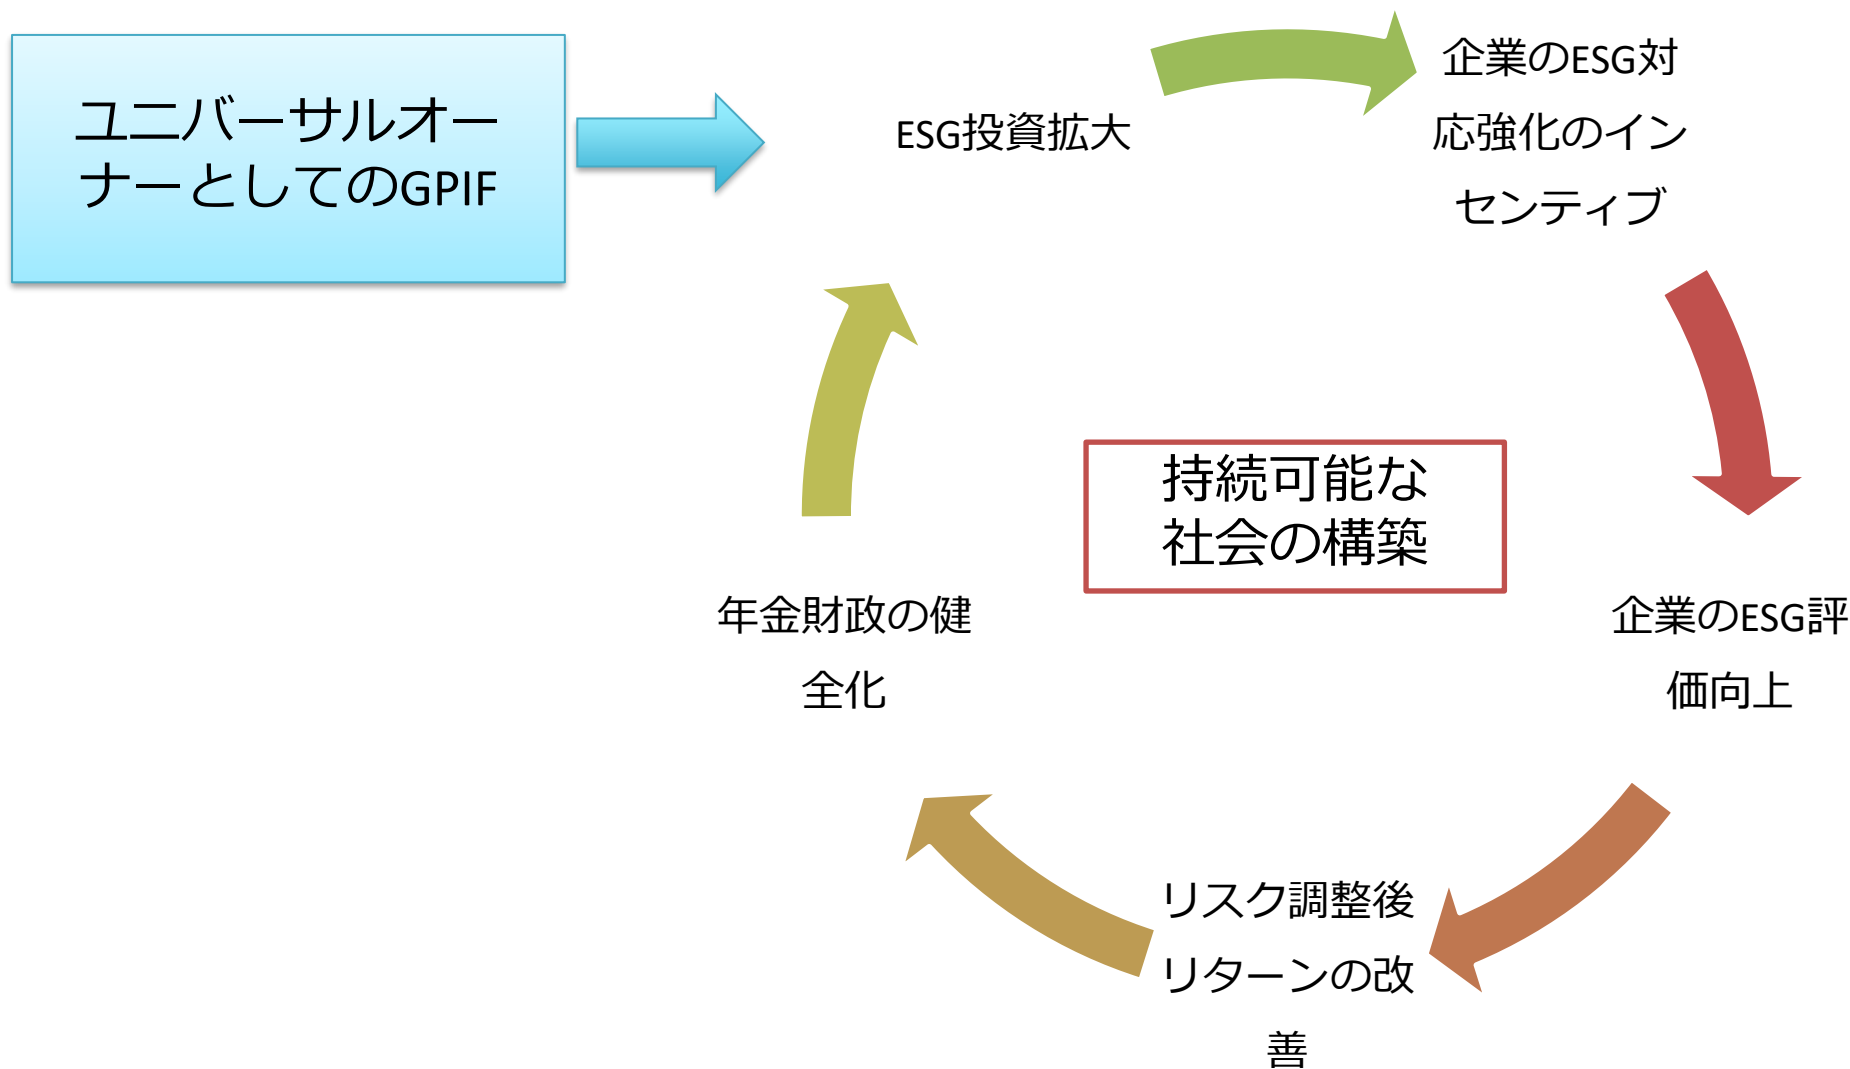 ユニバーサルオー
ナーとしてのGPIF
ESG投資拡大
企業のESG対
応強化のイン
センティブ
企業のESG評
価向上
リスク調整後
リターンの改
善
年金財政の健
全化
持続可能な
社会の構築